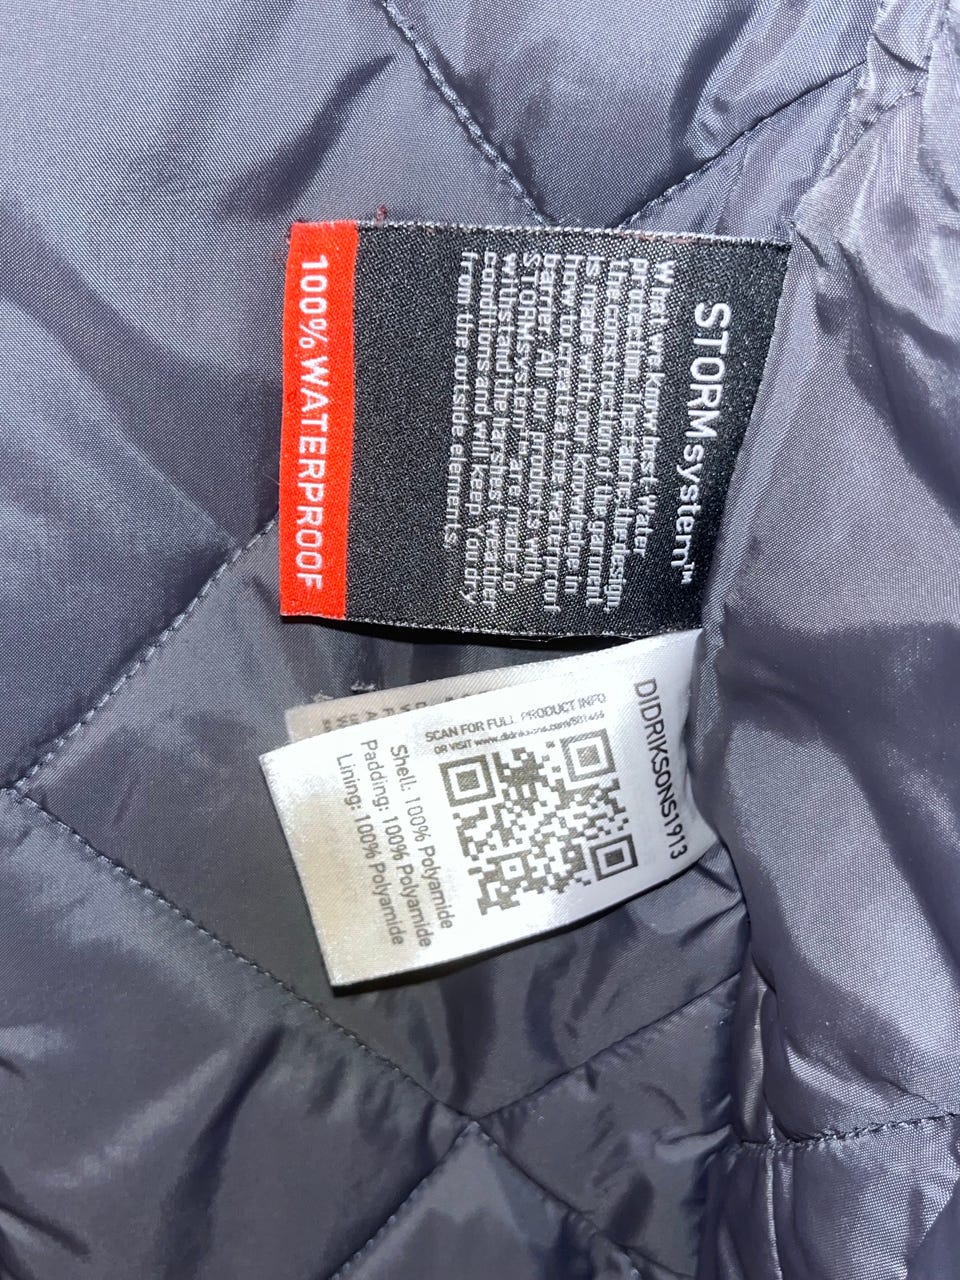 STORMsystem™
What we know best. Water
protection. The fabric, the design,
the construction of the garment
is made with our knowledge in
how to create a true waterproof
barrier. All our products with
STORMsystem™ are made to
withstand the harshest weather
conditions and will keep You dry
from the outside elements.
100% WATERPROOF
DIDRIKSONS1913
SCAN FOR FULL PRODUCT INFO
OR VISIT
Shell: 100% Polyamide
Padding: 100% Polyamide
Lining: 100% Polyamide